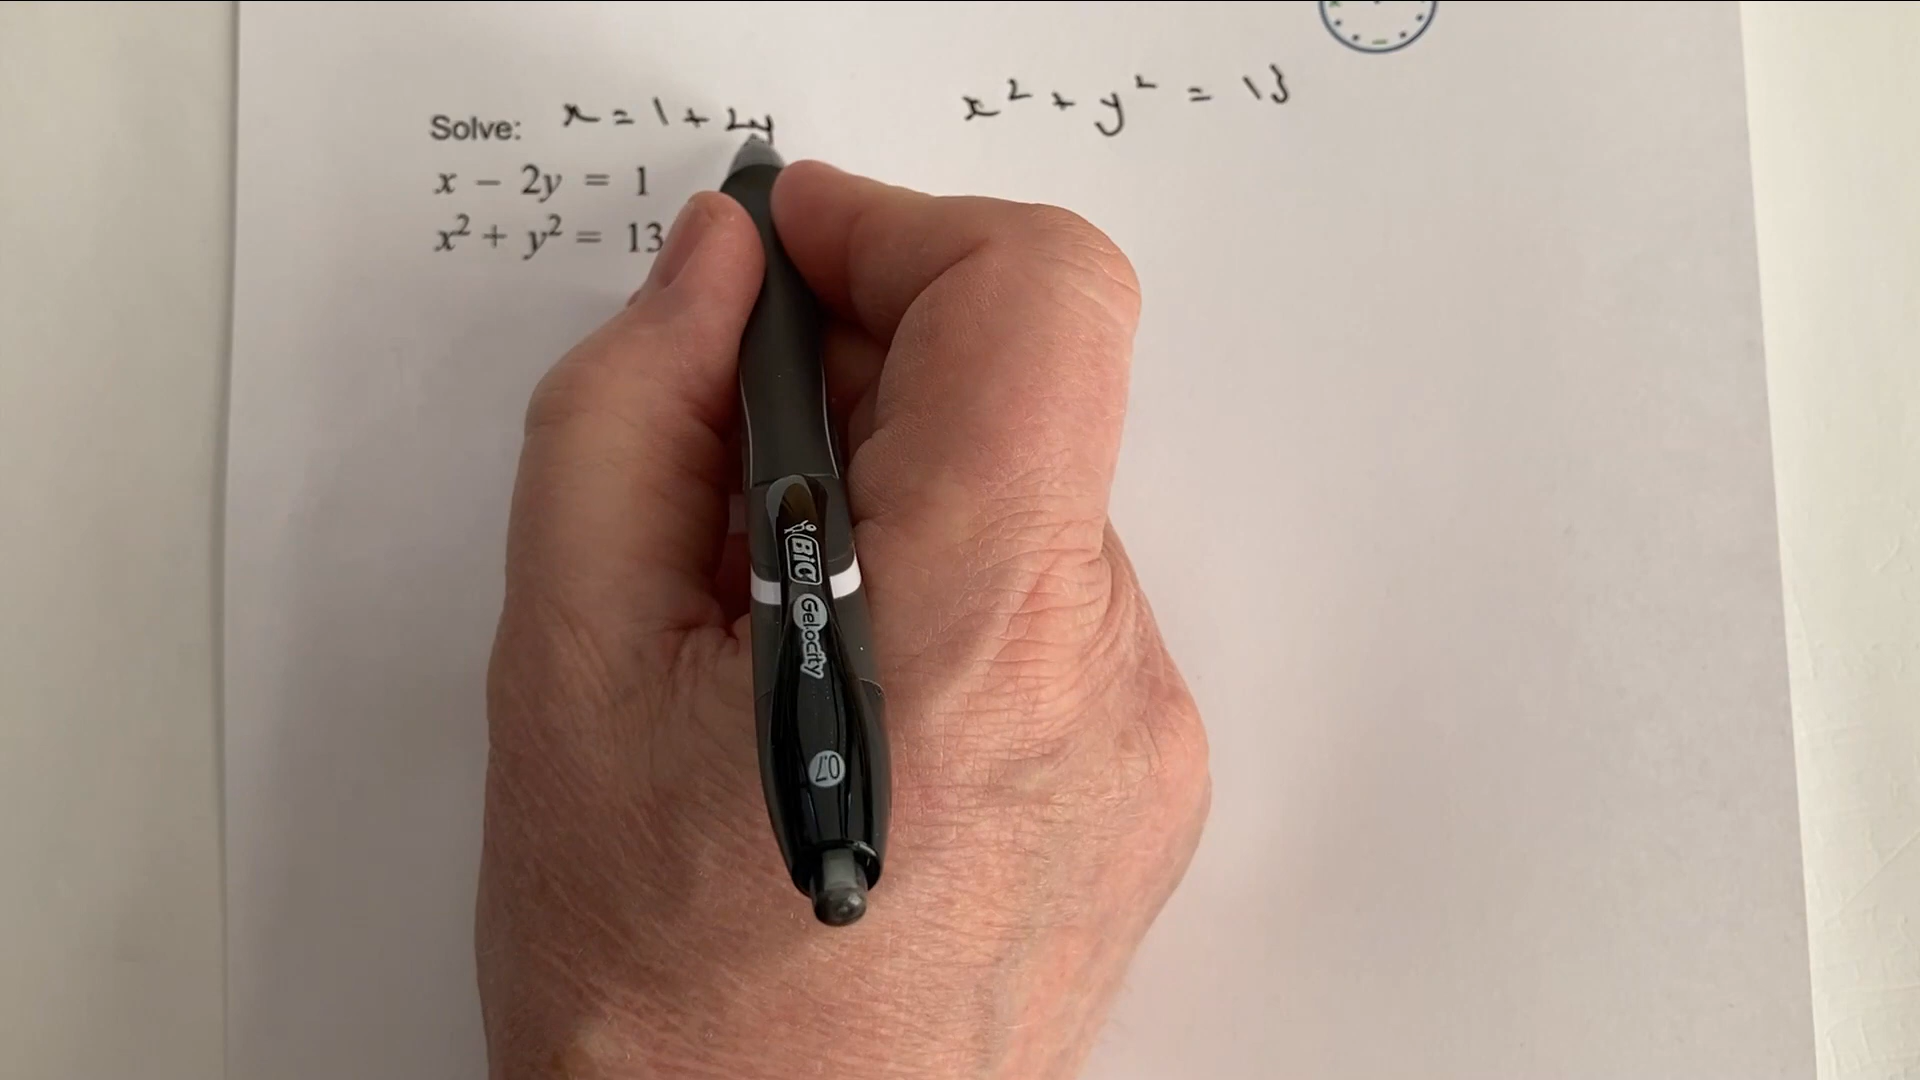 Solve: x = 1 + 2y
x² + y² = 13
x − 2y = 1
x² + y² = 13
BIC
Gelocity
0.7